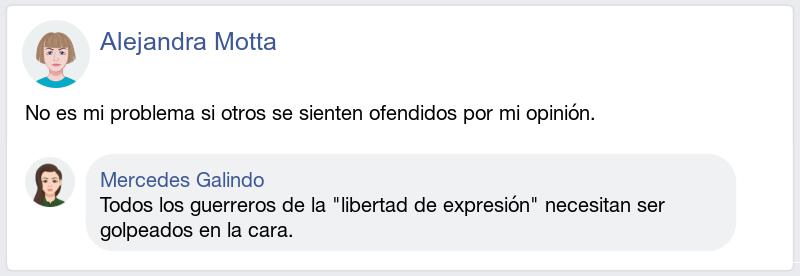 Alejandra Motta
No es mi problema si otros se sienten ofendidos por mi opinión.
Mercedes Galindo
Todos los guerreros de la "libertad de expresión" necesitan ser
golpeados en la cara.